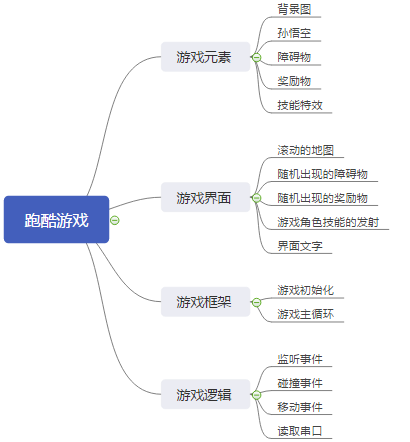 跑酷游戏
游戏元素
背景图
孙悟空
障碍物
奖励物
技能特效
游戏界面
滚动的地图
随机出现的障碍物
随机出现的奖励物
游戏角色技能的发射
界面文字
游戏框架
游戏初始化
游戏主循环
游戏逻辑
监听事件
碰撞事件
移动事件
读取串口